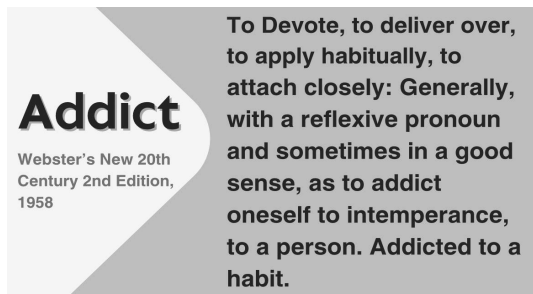 Addict
Webster's New 20th
Century 2nd Edition,
1958
To Devote, to deliver over,
to apply habitually, to
attach closely: Generally,
with a reflexive pronoun
and sometimes in a good
sense, as to addict
oneself to intemperance,
to a person. Addicted to a
habit.